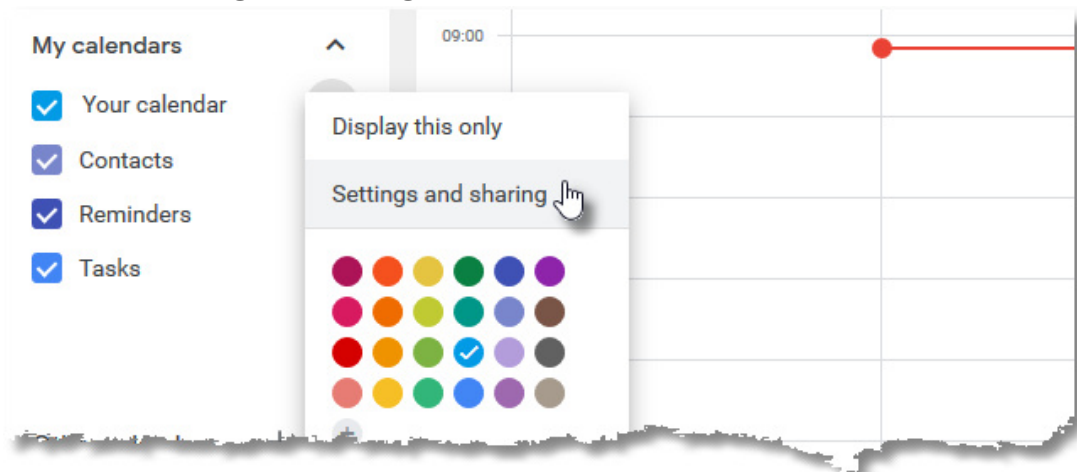 My calendars
09:00
Your calendar
Contacts
Reminders
Tasks
Display this only
Settings and sharing
+